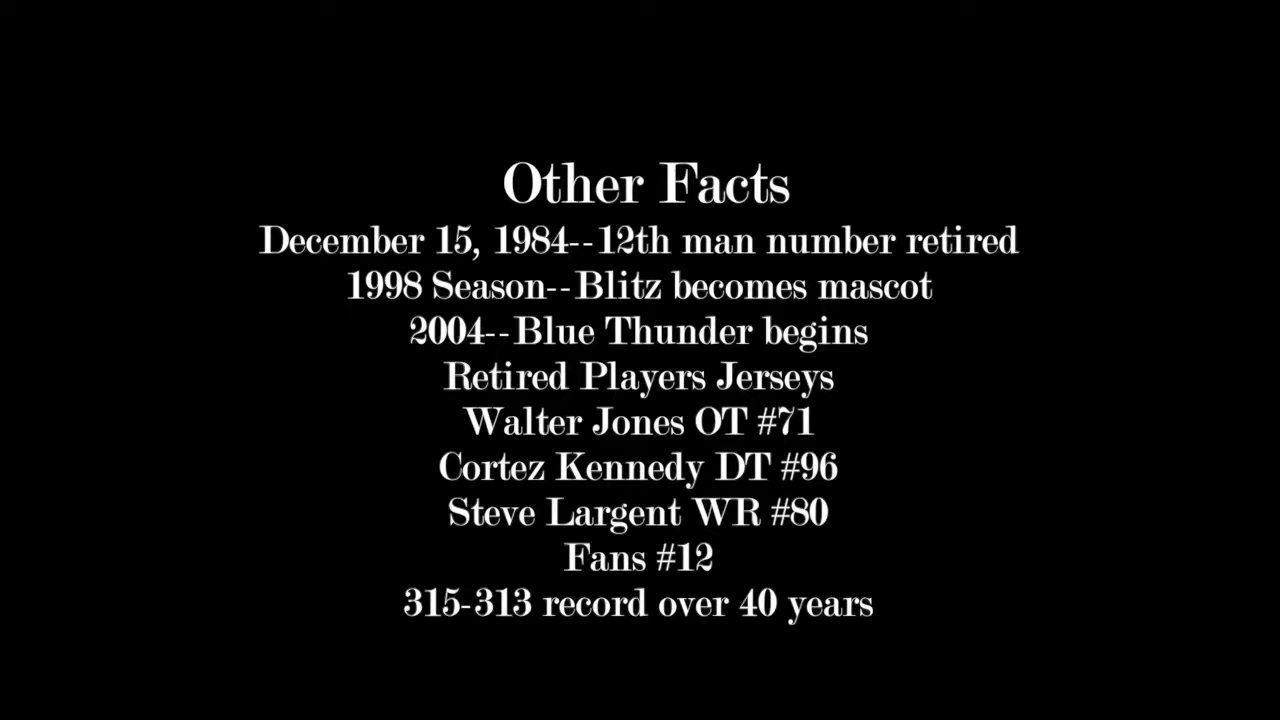 Other Facts
December 15, 1984--12th man number retired
1998 Season--Blitz becomes mascot
2004--Blue Thunder begins
Retired Players Jerseys
Walter Jones OT #71
Cortez Kennedy DT #96
Steve Largent WR #80
Fans #12
315-313 record over 40 years